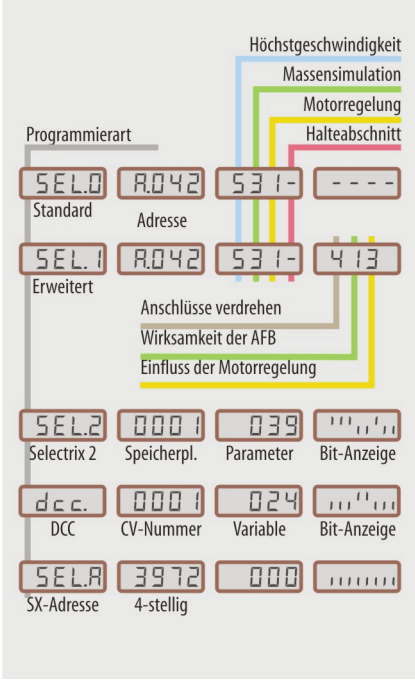 Höchstgeschwindigkeit
Massensimulation
Motorregelung
Programmierart Halteabschnitt
SEL.0 A.042 531- ----
Standard Adresse
SEL.1 A.042 531- 413
Erweitert
Anschlüsse verdrehen
Wirksamkeit der AFB
Einfluss der Motorregelung
SEL.2 0001 039
Selectrix 2 Speicherpl. Parameter Bit-Anzeige
dcc. 0001 024
DCC CV-Nummer Variable Bit-Anzeige
SEL.A 3972 000
SX-Adresse 4-stellig